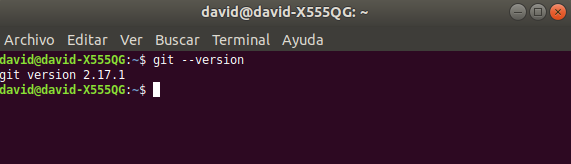 david@david-X555QG: ~
Archivo Editar Ver Buscar Terminal Ayuda
david@david-X555QG:~$ git --version
git version 2.17.1
david@david-X555QG:~$